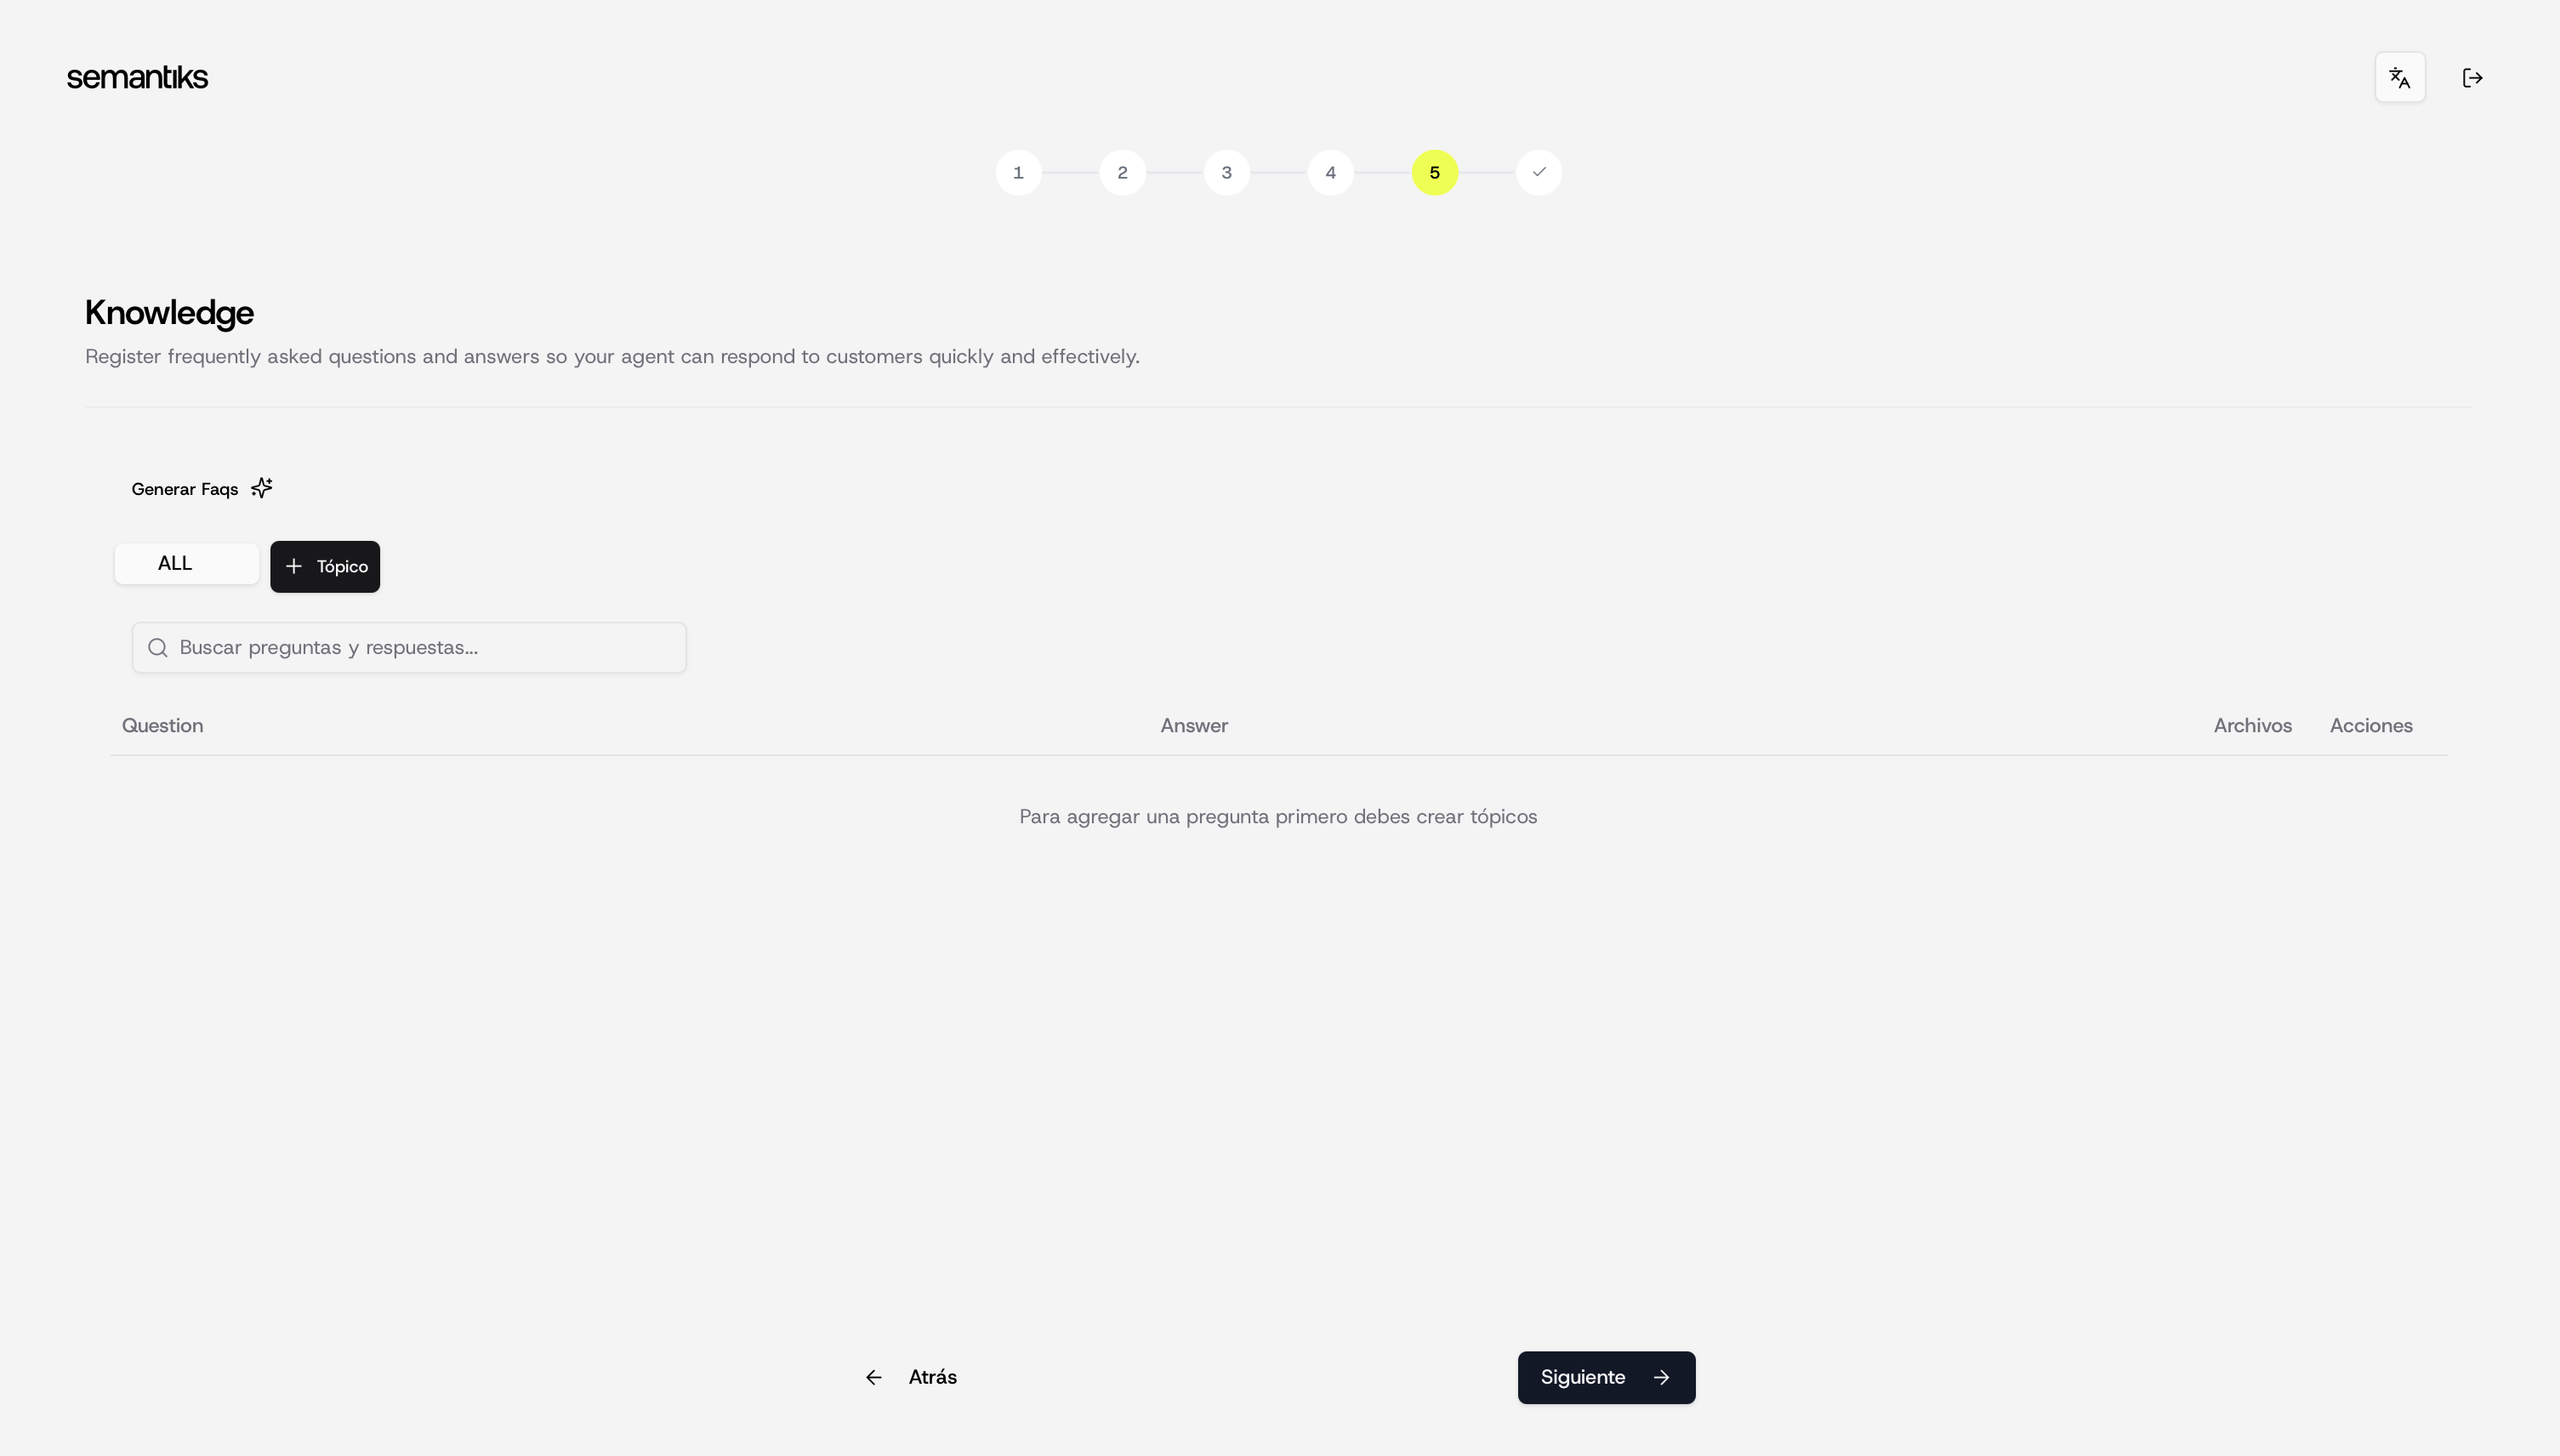 semantiks
1
2
3
4
5
Knowledge
Register frequently asked questions and answers so your agent can respond to customers quickly and effectively.
Generar Faqs
ALL
Tópico
Buscar preguntas y respuestas...
Question Answer Archivos Acciones
Para agregar una pregunta primero debes crear tópicos
Atrás
Siguiente